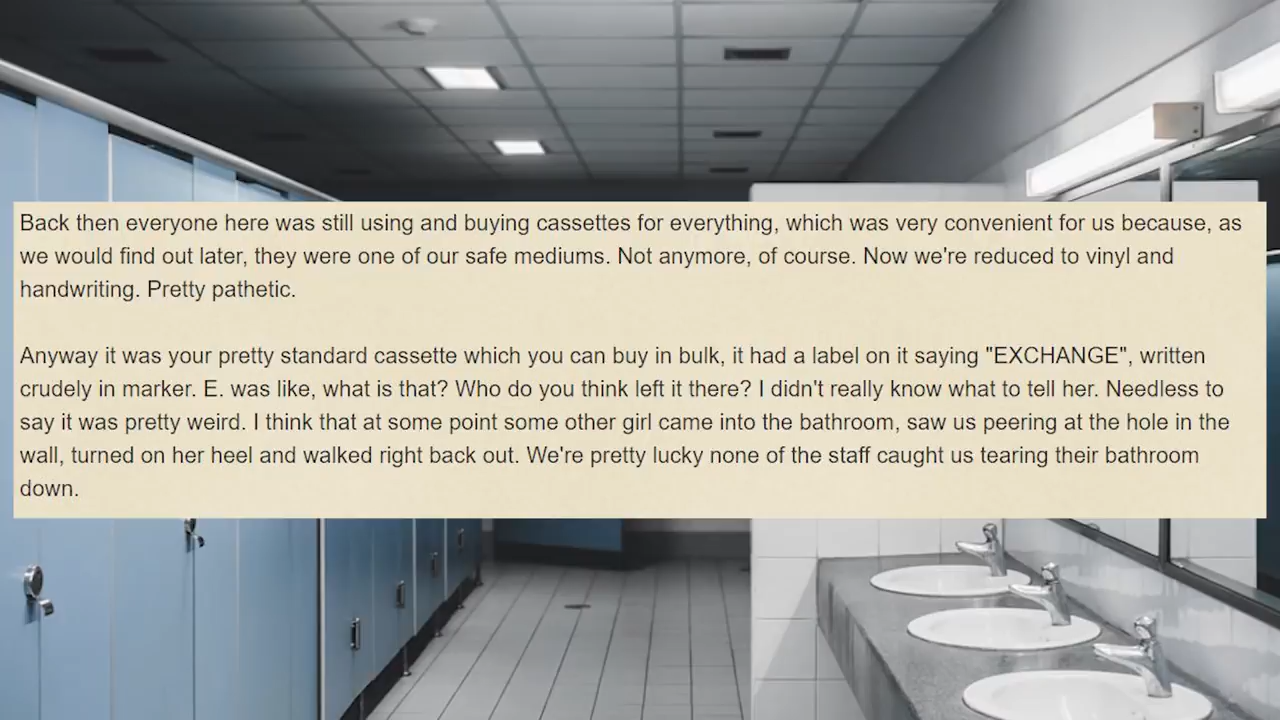 Back then everyone here was still using and buying cassettes for everything, which was very convenient for us because, as
we would find out later, they were one of our safe mediums. Not anymore, of course. Now we're reduced to vinyl and
handwriting. Pretty pathetic.
Anyway it was your pretty standard cassette which you can buy in bulk, it had a label on it saying "EXCHANGE", written
crudely in marker. E. was like, what is that? Who do you think left it there? I didn't really know what to tell her. Needless to
say it was pretty weird. I think that at some point some other girl came into the bathroom, saw us peering at the hole in the
wall, turned on her heel and walked right back out. We're pretty lucky none of the staff caught us tearing their bathroom
down.